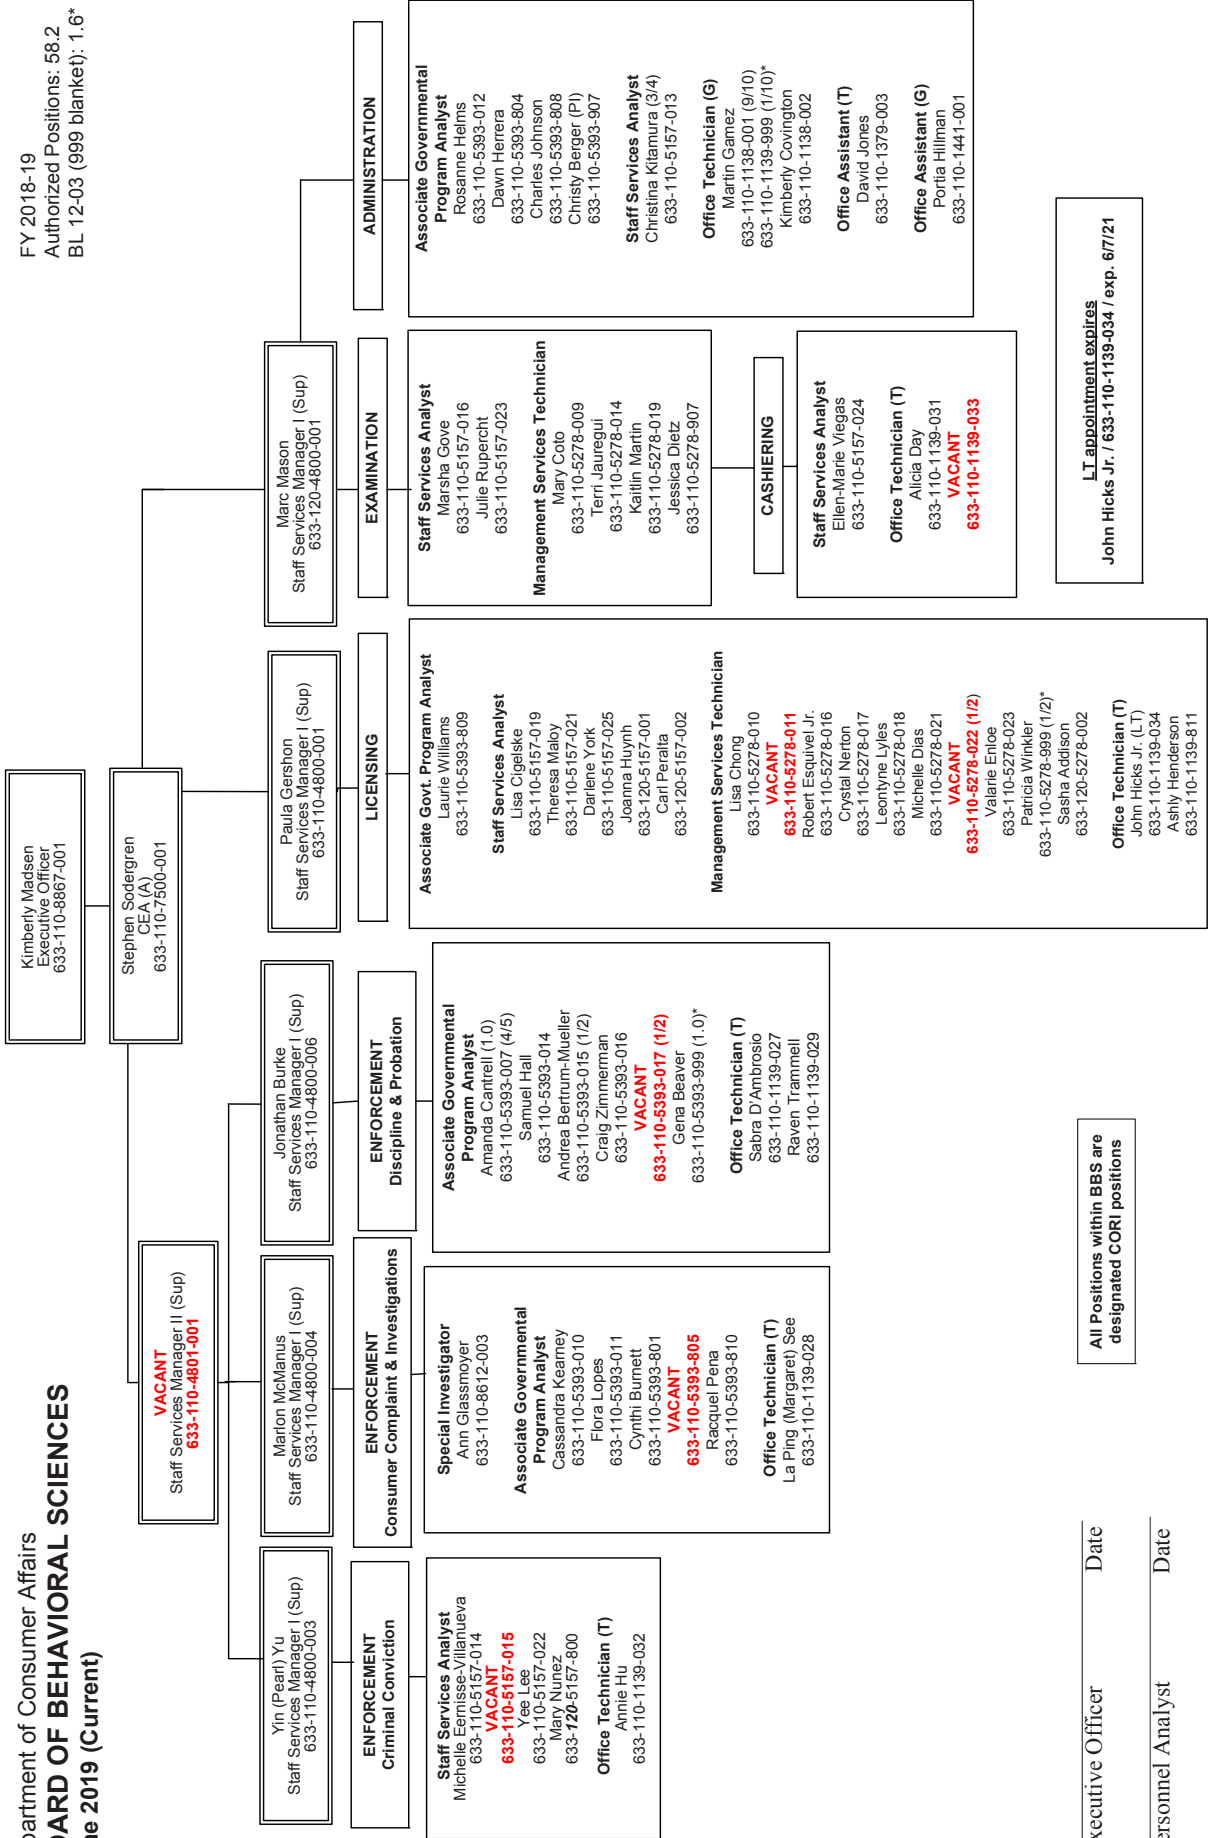 partment of Consumer Affairs
OARD OF BEHAVIORAL SCIENCES
ne 2019 (Current)
FY 2018-19
Authorized Positions: 58.2
BL 12-03 (999 blanket): 1.6*
Kimberly Madsen
Executive Officer
633-110-8867-001
Stephen Sodergren
CEA (A)
633-110-7500-001
VACANT
Staff Services Manager II (Sup)
633-110-4801-001
Yin (Pearl) Yu
Staff Services Manager I (Sup)
633-110-4800-003
Marlon McManus
Staff Services Manager I (Sup)
633-110-4800-004
Jonathan Burke
Staff Services Manager I (Sup)
633-110-4800-006
Paula Gershon
Staff Services Manager I (Sup)
633-110-4800-001
Marc Mason
Staff Services Manager I (Sup)
633-120-4800-001
ENFORCEMENT
Criminal Conviction
Staff Services Analyst
Michelle Eernisse-Villanueva
633-110-5157-014
VACANT
633-110-5157-015
Yee Lee
633-110-5157-022
Mary Nunez
633-120-5157-800
Office Technician (T)
Annie Hu
633-110-1139-032
ENFORCEMENT
Consumer Complaint & Investigations
Special Investigator
Ann Glassmoyer
633-110-8612-003
Associate Governmental
Program Analyst
Cassandra Kearney
633-110-5393-010
Flora Lopes
633-110-5393-011
Cynthi Burnett
633-110-5393-801
VACANT
633-110-5393-805
Racquel Pena
633-110-5393-810
Office Technician (T)
La Ping (Margaret) See
633-110-1139-028
ENFORCEMENT
Discipline & Probation
Associate Governmental
Program Analyst
Amanda Cantrell (1.0)
633-110-5393-007 (4/5)
Samuel Hall
633-110-5393-014
Andrea Bertrum-Mueller
633-110-5393-015 (1/2)
Craig Zimmerman
633-110-5393-016
VACANT
633-110-5393-017 (1/2)
Gena Beaver
633-110-5393-999 (1.0)*
Office Technician (T)
Sabra D'Ambrosio
633-110-1139-027
Raven Trammell
633-110-1139-029
LICENSING
Associate Govt. Program Analyst
Laurie Williams
633-110-5393-809
Staff Services Analyst
Lisa Cigelske
633-110-5157-019
Theresa Maloy
633-110-5157-021
Darlene York
633-110-5157-025
Joanna Huynh
633-120-5157-001
Carl Peralta
633-120-5157-002
Management Services Technician
Lisa Chong
633-110-5278-010
VACANT
633-110-5278-011
Robert Esquivel Jr.
633-110-5278-016
Crystal Nerton
633-110-5278-017
Leontyne Lyles
633-110-5278-018
Michelle Dias
633-110-5278-021
VACANT
633-110-5278-022 (1/2)
Valarie Enloe
633-110-5278-023
Patricia Winkler
633-110-5278-999 (1/2)*
Sasha Addison
633-120-5278-002
Office Technician (T)
John Hicks Jr. (LT)
633-110-1139-034
Ashly Henderson
633-110-1139-811
EXAMINATION
Staff Services Analyst
Marsha Gove
633-110-5157-016
Julie Rupercht
633-110-5157-023
Management Services Technician
Mary Coto
633-110-5278-009
Terri Jauregui
633-110-5278-014
Kaitlin Martin
633-110-5278-019
Jessica Dietz
633-110-5278-907
CASHIERING
Staff Services Analyst
Ellen-Marie Viegas
633-110-5157-024
Office Technician (T)
Alicia Day
633-110-1139-031
VACANT
633-110-1139-033
ADMINISTRATION
Associate Governmental
Program Analyst
Rosanne Helms
633-110-5393-012
Dawn Herrera
633-110-5393-804
Charles Johnson
633-110-5393-808
Christy Berger (PI)
633-110-5393-907
Staff Services Analyst
Christina Kitamura (3/4)
633-110-5157-013
Office Technician (G)
Martin Gamez
633-110-1138-001 (9/10)
633-110-1139-999 (1/10)*
Kimberly Covington
633-110-1138-002
Office Assistant (T)
David Jones
633-110-1379-003
Office Assistant (G)
Portia Hillman
633-110-1441-001
LT appointment expires
John Hicks Jr. / 633-110-1139-034 / exp. 6/7/21
All Positions within BBS are
designated CORI positions
xecutive Officer Date
ersonnel Analyst Date